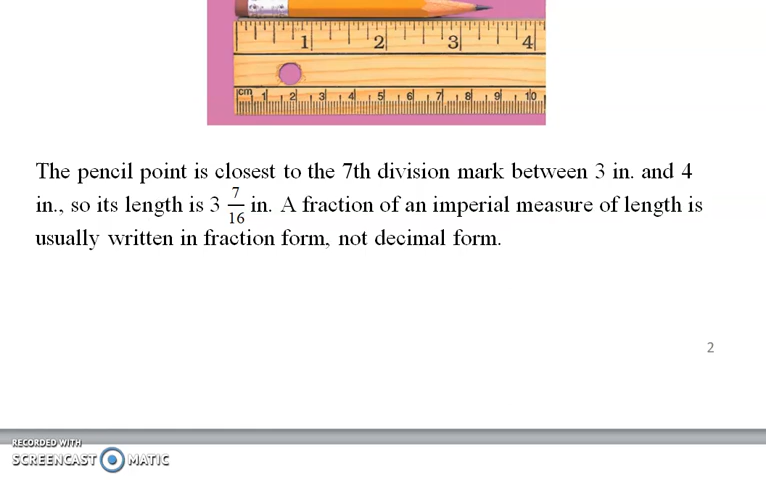 1 2 3 4
cm 1 2 3 4 5 6 7 8 9 10
The pencil point is closest to the 7th division mark between 3 in. and 4
in., so its length is 3 7/16 in. A fraction of an imperial measure of length is
usually written in fraction form, not decimal form.
2
RECORDED WITH
SCREENCAST MATIC